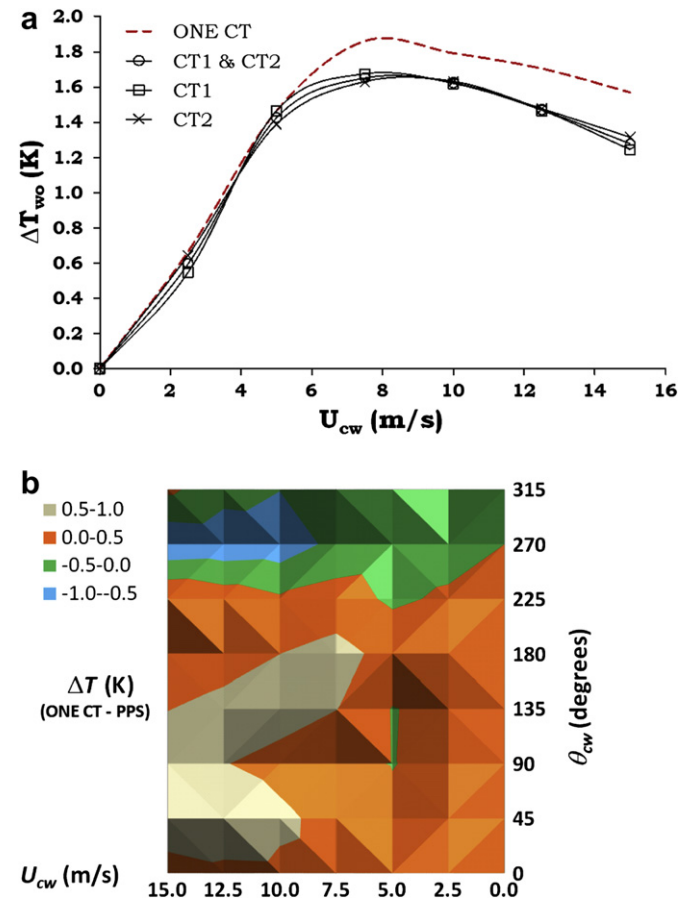 a
2.0
1.8
1.6
1.4
1.2
1.0
0.8
0.6
0.4
0.2
0.0
ΔTwo (K)
ONE CT
CT1 & CT2
CT1
CT2
0 2 4 6 8 10 12 14 16
Ucw (m/s)
b
0.5-1.0
0.0-0.5
-0.5-0.0
-1.0--0.5
ΔT (K)
(ONE CT - PPS)
315
270
225
180
135
90
45
0
θcw (degrees)
Ucw (m/s)
15.0 12.5 10.0 7.5 5.0 2.5 0.0